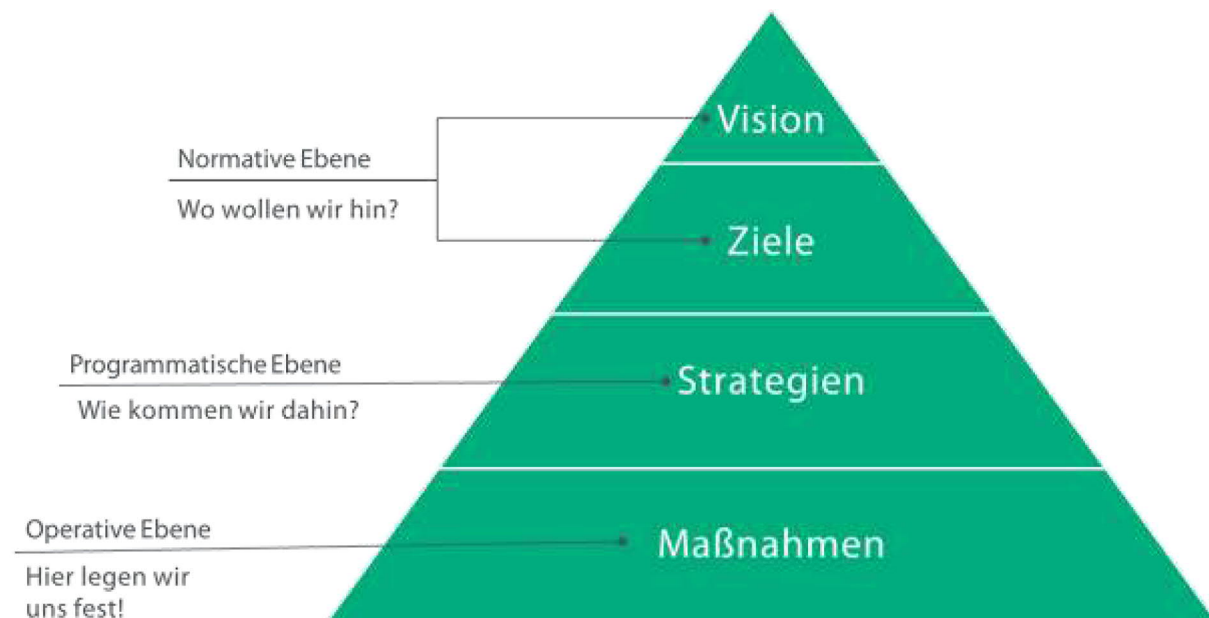 Vision
Normative Ebene
Wo wollen wir hin?
Ziele
Programmatische Ebene
Wie kommen wir dahin?
Strategien
Operative Ebene
Hier legen wir
uns fest!
Maßnahmen